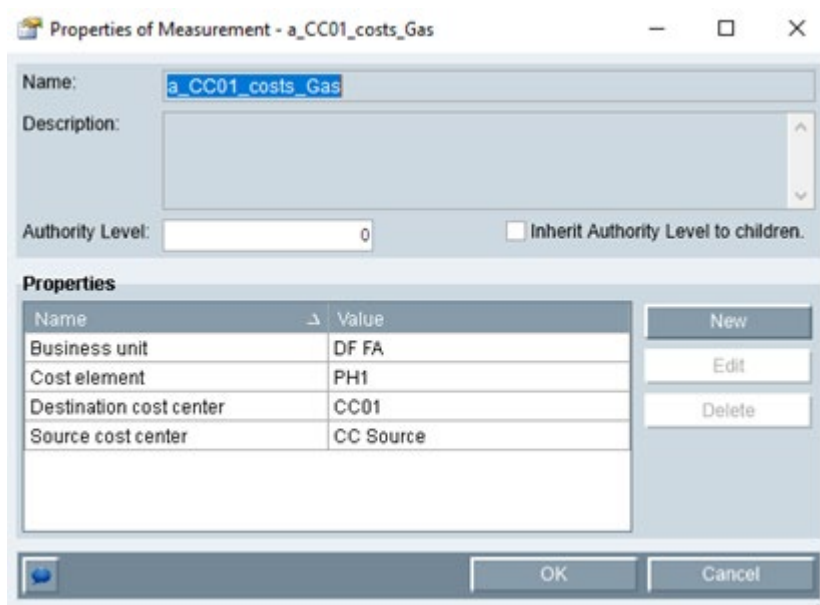 Properties of Measurement - a_CC01_costs_Gas
Name: a_CC01_costs_Gas
Description:
Authority Level: 0 Inherit Authority Level to children.
Properties
Name Value New
Business unit DF FA
Cost element PH1 Edit
Destination cost center CC01 Delete
Source cost center CC Source
OK Cancel